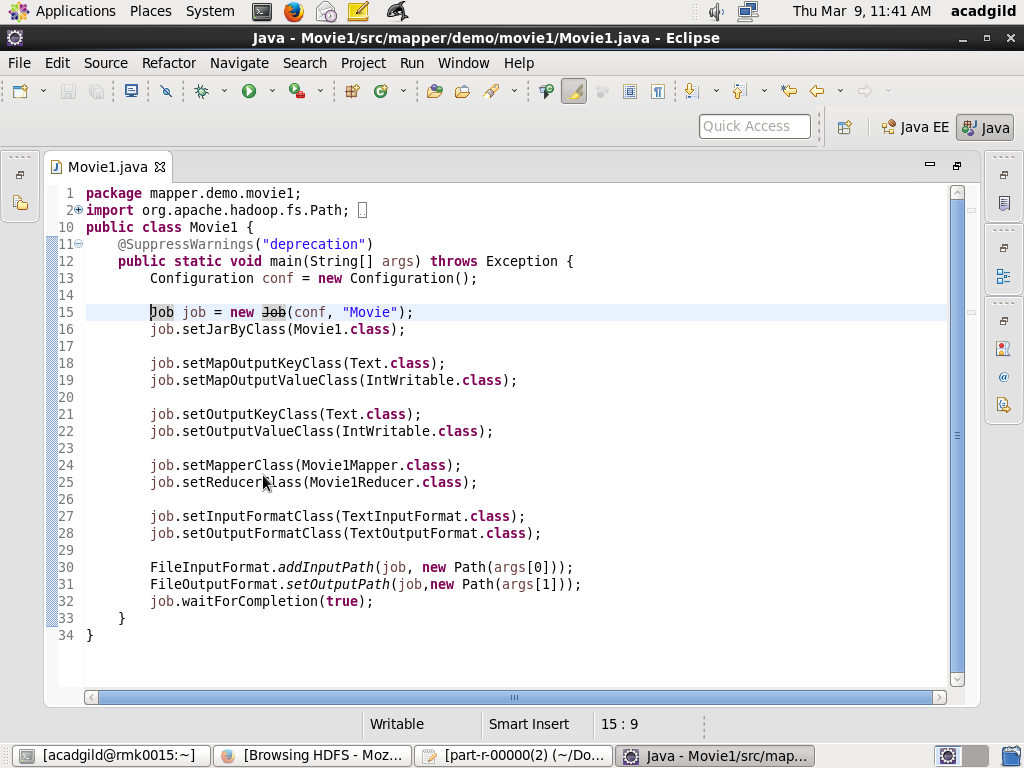 Applications Places System Thu Mar 9, 11:41 AM acadgild
Java - Movie1/src/mapper/demo/movie1/Movie1.java - Eclipse
File Edit Source Refactor Navigate Search Project Run Window Help
Quick Access Java EE Java
Movie1.java
1 package mapper.demo.movie1;
2 import org.apache.hadoop.fs.Path;
10 public class Movie1 {
11 @SuppressWarnings("deprecation")
12 public static void main(String[] args) throws Exception {
13 Configuration conf = new Configuration();
14
15 Job job = new Job(conf, "Movie");
16 job.setJarByClass(Movie1.class);
17
18 job.setMapOutputKeyClass(Text.class);
19 job.setMapOutputValueClass(IntWritable.class);
20
21 job.setOutputKeyClass(Text.class);
22 job.setOutputValueClass(IntWritable.class);
23
24 job.setMapperClass(Movie1Mapper.class);
25 job.setReducerClass(Movie1Reducer.class);
26
27 job.setInputFormatClass(TextInputFormat.class);
28 job.setOutputFormatClass(TextOutputFormat.class);
29
30 FileInputFormat.addInputPath(job, new Path(args[0]));
31 FileOutputFormat.setOutputPath(job,new Path(args[1]));
32 job.waitForCompletion(true);
33 }
34 }
Writable Smart Insert 15 : 9
[acadgild@rmk0015:~] [Browsing HDFS - Moz... [part-r-00000(2) (~/Do... Java - Movie1/src/map...